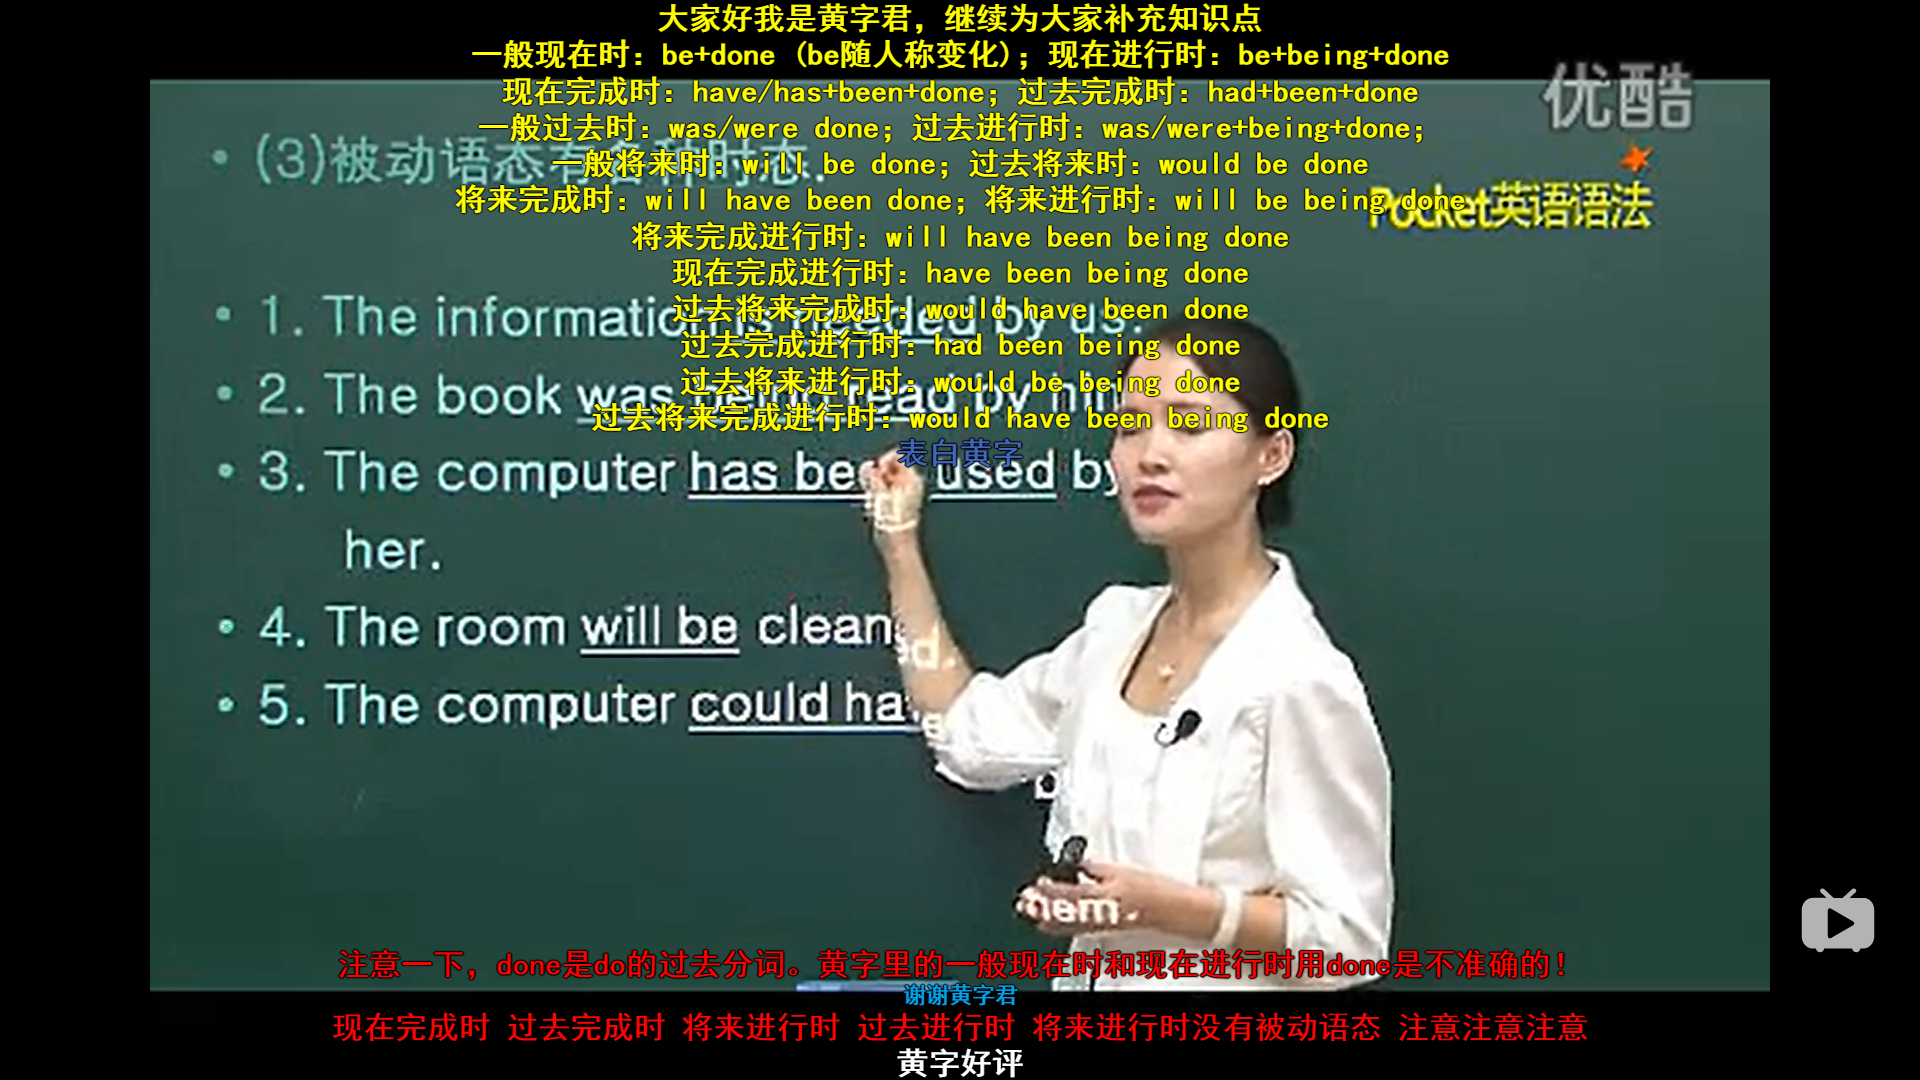 大家好我是黄字君，继续为大家补充知识点
一般现在时：be+done (be随人称变化)；现在进行时：be+being+done
现在完成时：have/has+been+done；过去完成时：had+been+done
优酷
一般过去时：was/were done；过去进行时：was/were+being+done；
(3)被动语态有各种时态.
一般将来时：will be done；过去将来时：would be done
将来完成时：will have been done；将来进行时：will be being done
Pocket英语语法
将来完成进行时：will have been being done
现在完成进行时：have been being done
过去将来完成时：would have been done
• 1. The information is needed by us.
过去完成进行时：had been being done
过去将来进行时：would be being done
• 2. The book was being read by him
过去将来完成进行时：would have been being done
表白黄字
• 3. The computer has been used by
her.
• 4. The room will be cleaned.
• 5. The computer could have
them.
注意一下，done是do的过去分词。黄字里的一般现在时和现在进行时用done是不准确的！
谢谢黄字君
现在完成时 过去完成时 将来进行时 过去进行时 将来进行时没有被动语态 注意注意注意
黄字好评